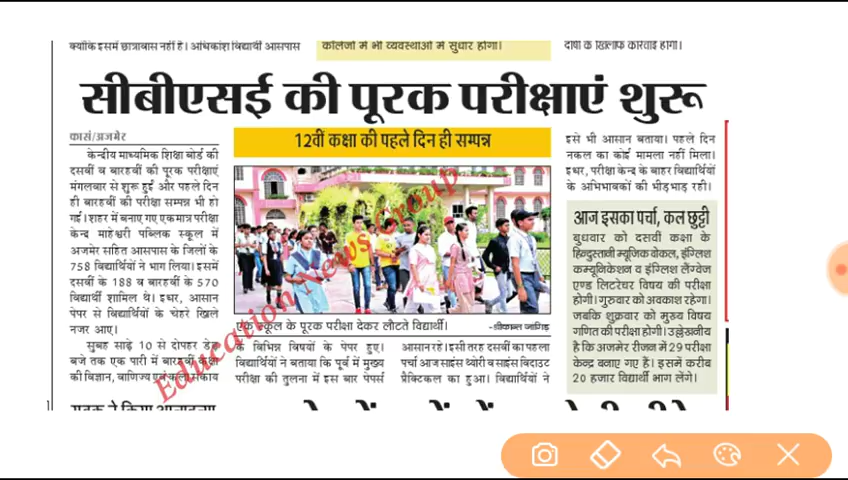 क्योंकि इसमें छात्रावास नहीं है। अधिकांश विद्यार्थी आसपास
कॉलेजों में भी व्यवस्थाओं में सुधार होगा।
दोषी के खिलाफ कार्रवाई होगी।
सीबीएसई की पूरक परीक्षाएं शुरू
कासं/अजमेर
केन्द्रीय माध्यमिक शिक्षा बोर्ड की
दसवीं व बारहवीं की पूरक परीक्षाएं
मंगलवार से शुरू हुईं और पहले दिन
ही बारहवीं की परीक्षा सम्पन्न भी हो
गई। शहर में बनाए गए एकमात्र परीक्षा
केन्द्र माहेश्वरी पब्लिक स्कूल में
अजमेर सहित आसपास के जिलों के
758 विद्यार्थियों ने भाग लिया। इसमें
दसवीं के 188 व बारहवीं के 570
विद्यार्थी शामिल थे। इधर, आसान
पेपर से विद्यार्थियों के चेहरे खिले
नजर आए।
सुबह साढ़े 10 से दोपहर डेढ़
बजे तक एक पारी में बारहवीं कक्षा
की विज्ञान, वाणिज्य एवं कला संकाय
12वीं कक्षा की पहले दिन ही सम्पन्न
एक स्कूल के पूरक परीक्षा देकर लौटते विद्यार्थी।
के विभिन्न विषयों के पेपर हुए।
विद्यार्थियों ने बताया कि पूर्व में मुख्य
परीक्षा की तुलना में इस बार पेपर्स
आसान रहे। इसी तरह दसवीं का पहला
पर्चा आज साइंस थ्योरी व साइंस विदाउट
प्रैक्टिकल का हुआ। विद्यार्थियों ने
इसे भी आसान बताया। पहले दिन
नकल का कोई मामला नहीं मिला।
इधर, परीक्षा केन्द्र के बाहर विद्यार्थियों
के अभिभावकों की भीड़भाड़ रही।
आज इसका पर्चा, कल छुट्टी
बुधवार को दसवीं कक्षा के
हिन्दुस्तानी म्यूजिक वोकल, इंग्लिश
कम्यूनिकेशन व इंग्लिश लैंग्वेज
एण्ड लिटरेचर विषय की परीक्षा
होगी। गुरुवार को अवकाश रहेगा।
जबकि शुक्रवार को मुख्य विषय
गणित की परीक्षा होगी। उल्लेखनीय
है कि अजमेर रीजन में 29 परीक्षा
केन्द्र बनाए गए हैं। इसमें करीब
20 हजार विद्यार्थी भाग लेंगे।
Education News Group